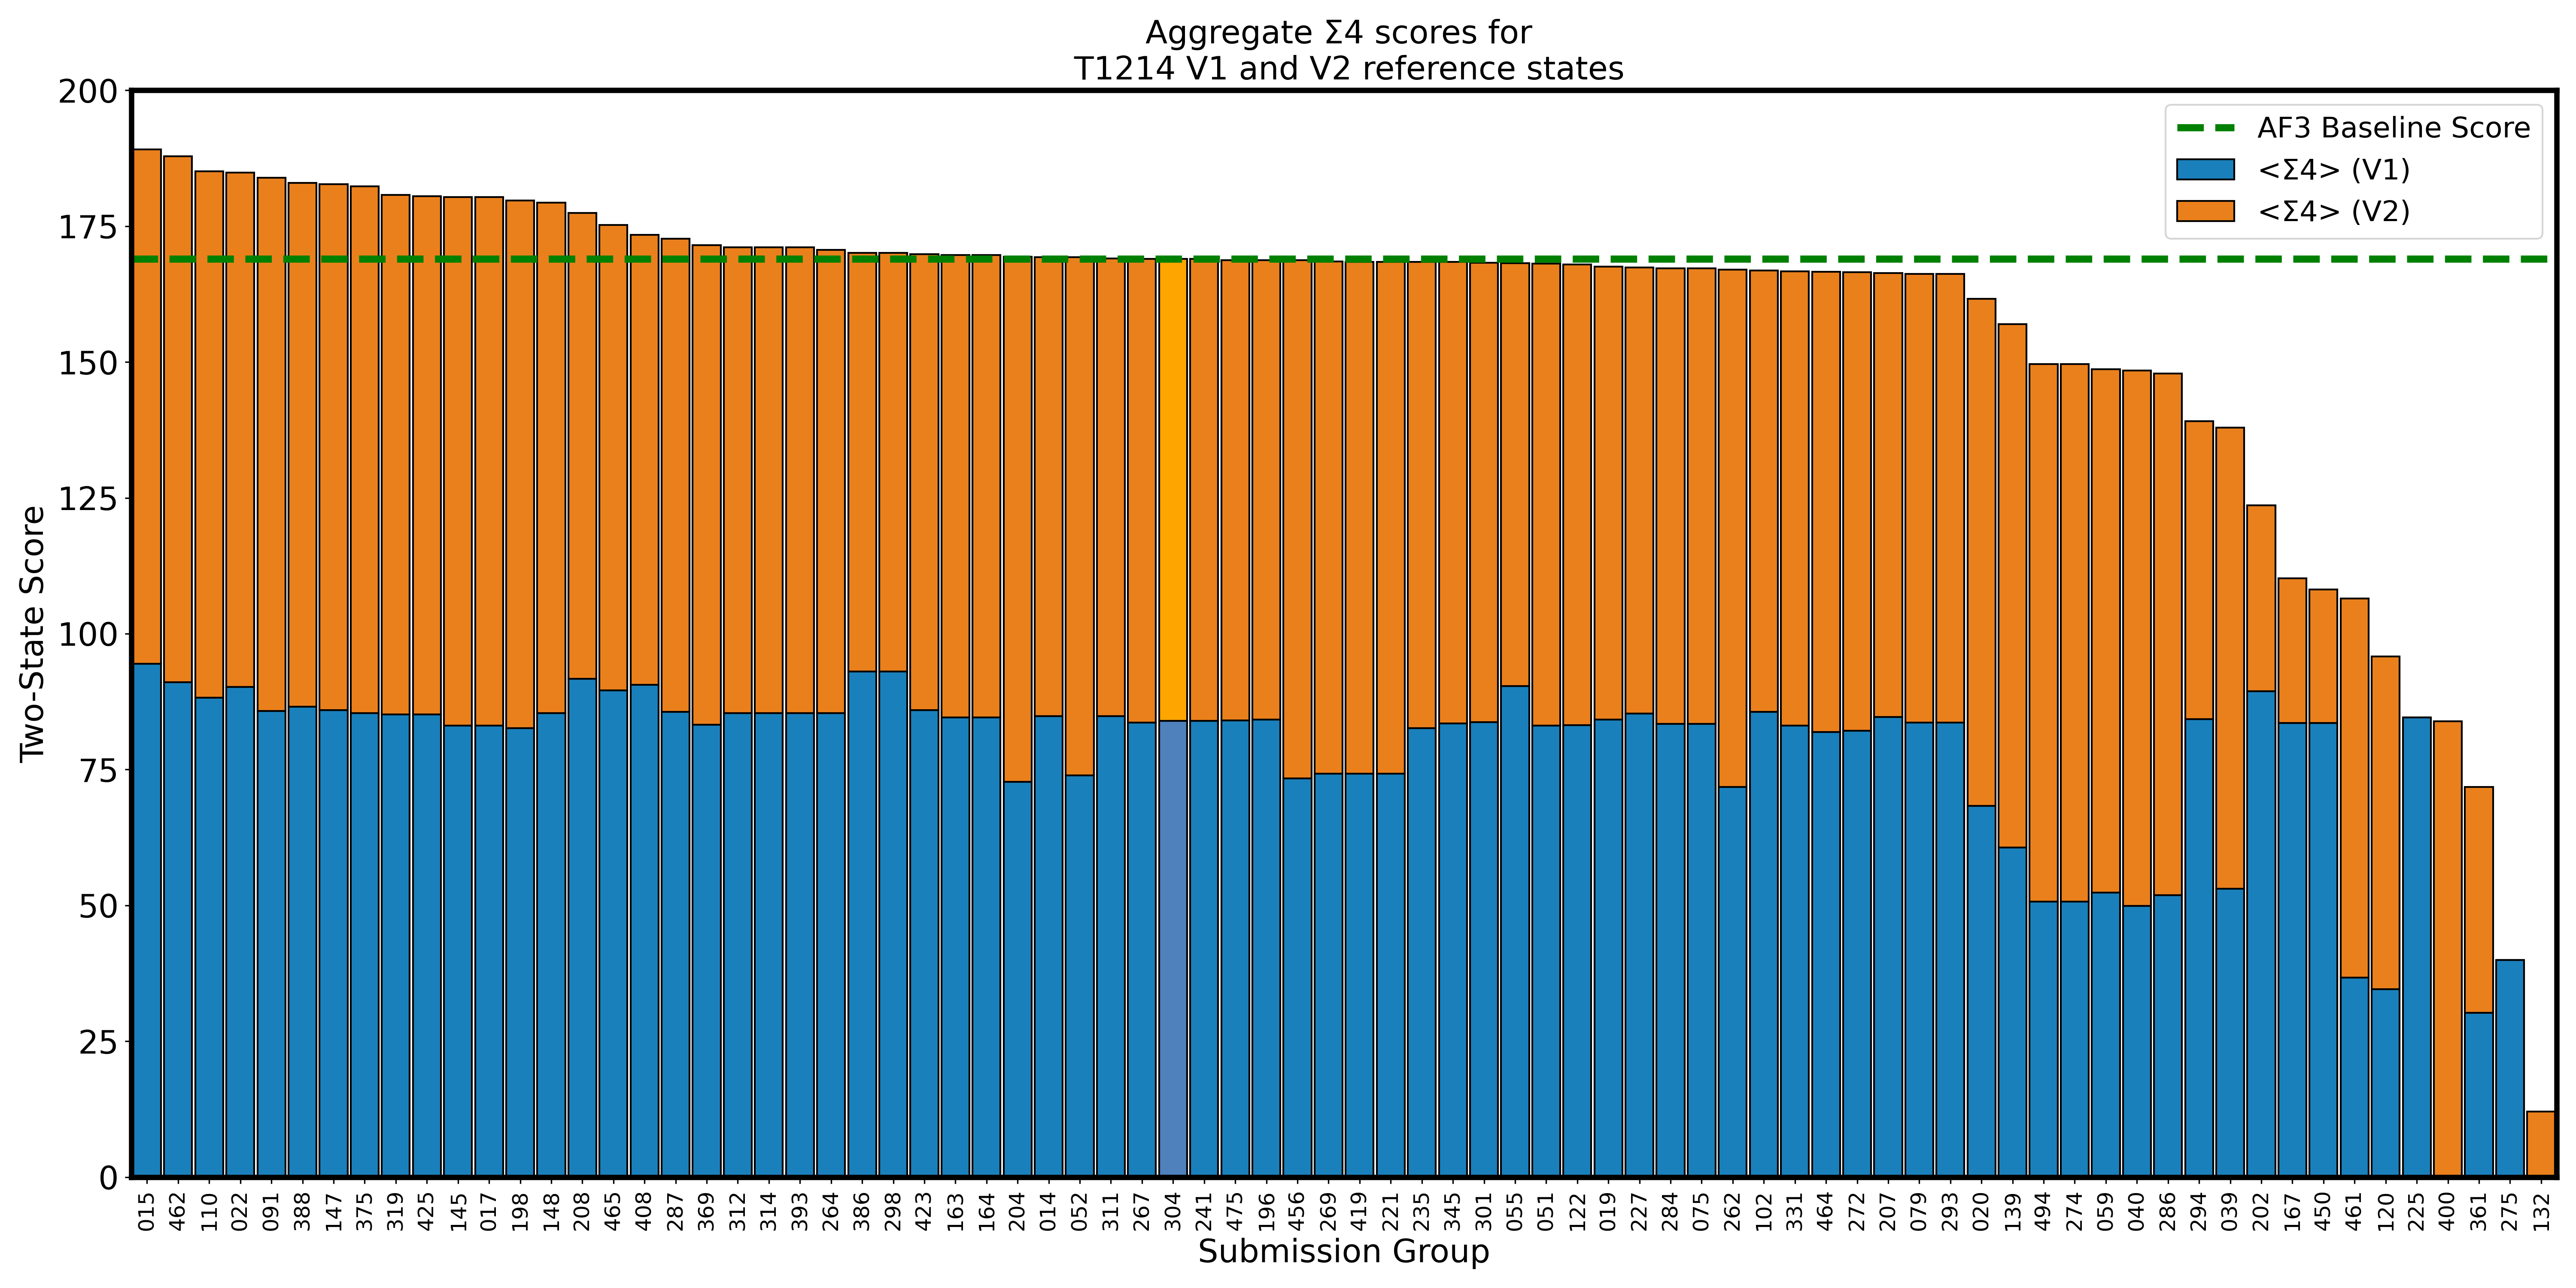 Aggregate Σ4 scores for
T1214 V1 and V2 reference states
200
175
150
125
100
75
50
25
0
Two-State Score
AF3 Baseline Score
<Σ4> (V1)
<Σ4> (V2)
015 462 110 022 091 388 147 375 319 425 145 017 198 148 208 465 408 287 369 312 314 393 264 386 298 423 163 164 204 014 052 311 267 304 241 475 196 456 269 419 221 235 345 301 055 051 122 019 227 284 075 262 102 331 464 272 207 079 293 020 139 494 274 059 040 286 294 039 202 167 450 461 120 225 400 361 275 132
Submission Group